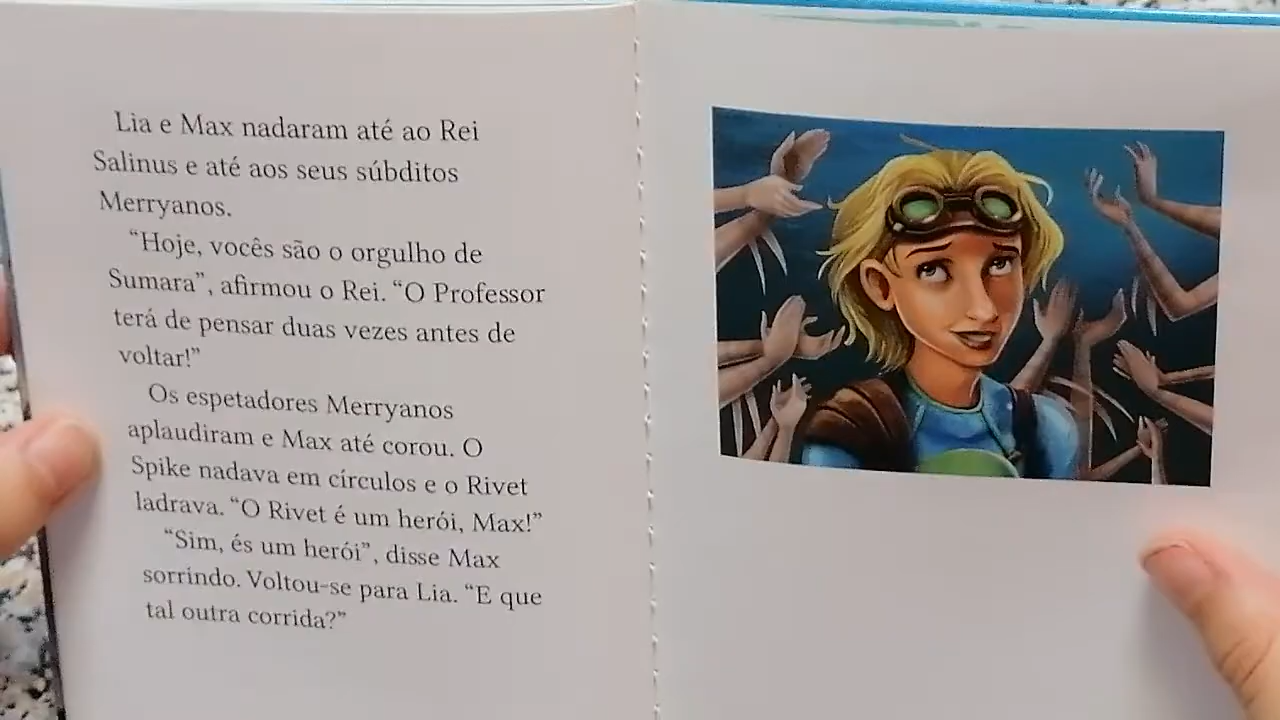 Lia e Max nadaram até ao Rei
Salinus e até aos seus súbditos
Merryanos.
“Hoje, vocês são o orgulho de
Sumara”, afirmou o Rei. “O Professor
terá de pensar duas vezes antes de
voltar!”
Os espetadores Merryanos
aplaudiram e Max até corou. O
Spike nadava em círculos e o Rivet
ladrava. “O Rivet é um herói, Max!”
“Sim, és um herói”, disse Max
sorrindo. Voltou-se para Lia. “E que
tal outra corrida?”